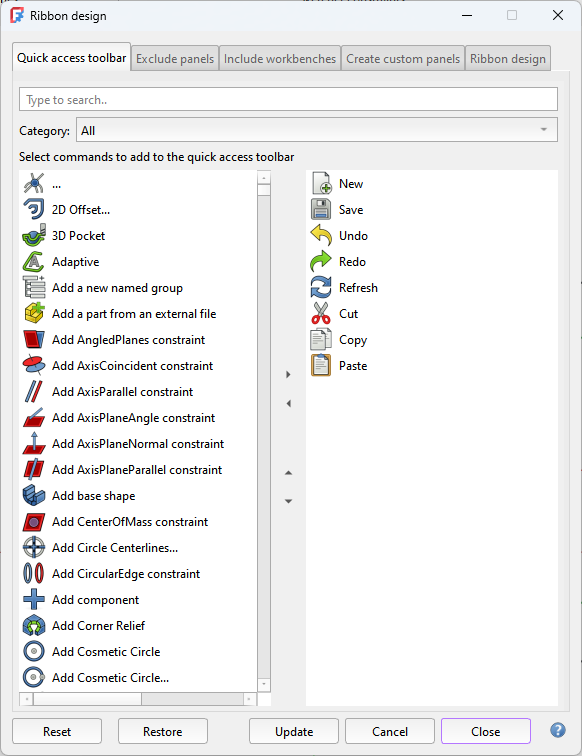 Ribbon design
Quick access toolbar
Exclude panels
Include workbenches
Create custom panels
Ribbon design
Type to search..
Category:
All
Select commands to add to the quick access toolbar
...
2D Offset...
3D Pocket
Adaptive
Add a new named group
Add a part from an external file
Add AngledPlanes constraint
Add AxisCoincident constraint
Add AxisParallel constraint
Add AxisPlaneAngle constraint
Add AxisPlaneNormal constraint
Add AxisPlaneParallel constraint
Add base shape
Add CenterOfMass constraint
Add Circle Centerlines...
Add CircularEdge constraint
Add component
Add Corner Relief
Add Cosmetic Circle
Add Cosmetic Circle...
New
Save
Undo
Redo
Refresh
Cut
Copy
Paste
Reset
Restore
Update
Cancel
Close
?